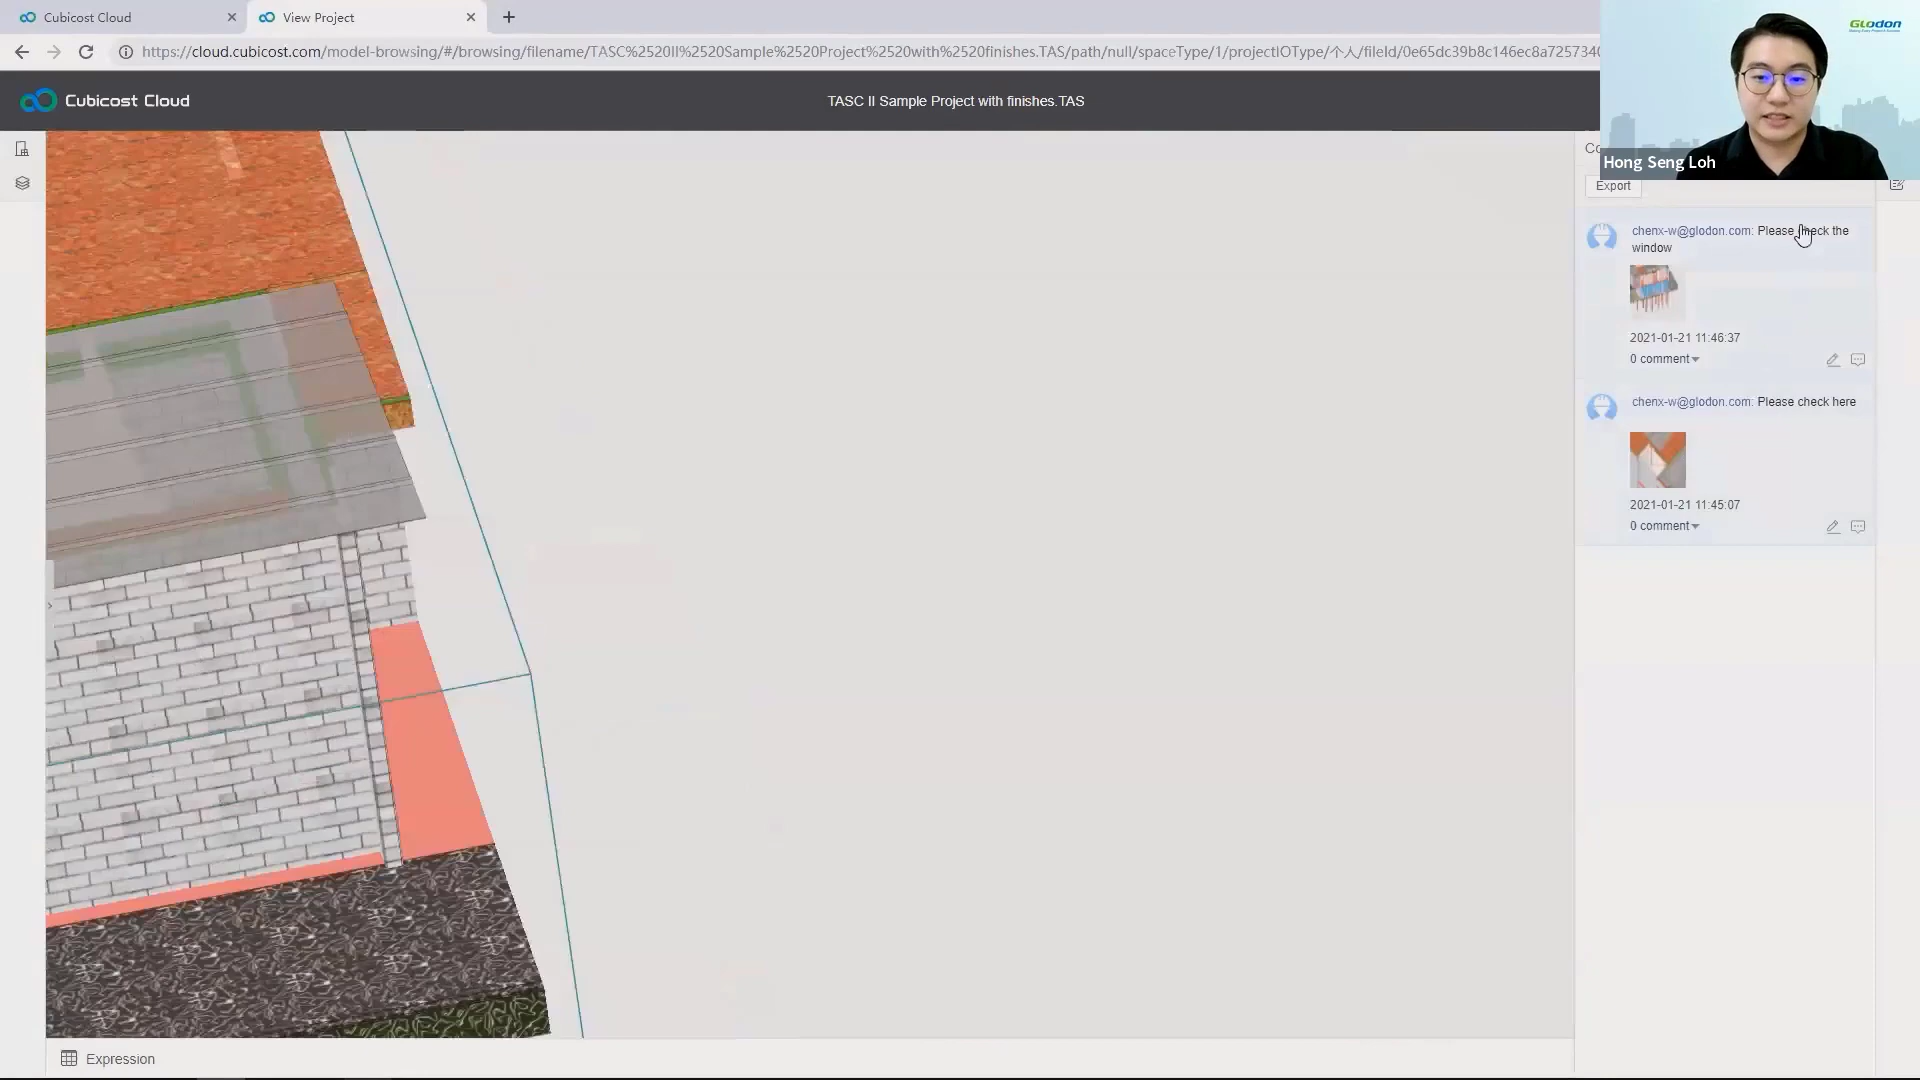 Cubicost Cloud
View Project
https://cloud.cubicost.com/model-browsing/#/browsing/filename/TASC%2520II%2520Sample%2520Project%2520with%2520finishes.TAS/path/null/spaceType/1/projectIOType/个人/fileId/0e65dc39b8c146ec8a7257340
Glodon
Cubicost Cloud
TASC II Sample Project with finishes.TAS
Hong Seng Loh
Export
chenx-w@glodon.com: Please check the
window
2021-01-21 11:46:37
0 comment
chenx-w@glodon.com: Please check here
2021-01-21 11:45:07
0 comment
Expression